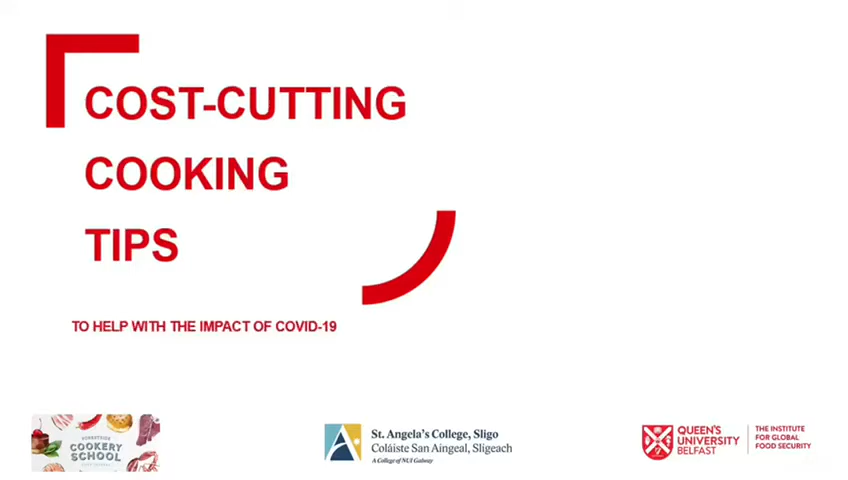 COST-CUTTING
COOKING
TIPS
TO HELP WITH THE IMPACT OF COVID-19
COOKERY
SCHOOL
St. Angela's College, Sligo
Coláiste San Aingeal, Sligeach
A College of NUI Galway
QUEEN'S
UNIVERSITY
BELFAST
THE INSTITUTE
FOR GLOBAL
FOOD SECURITY